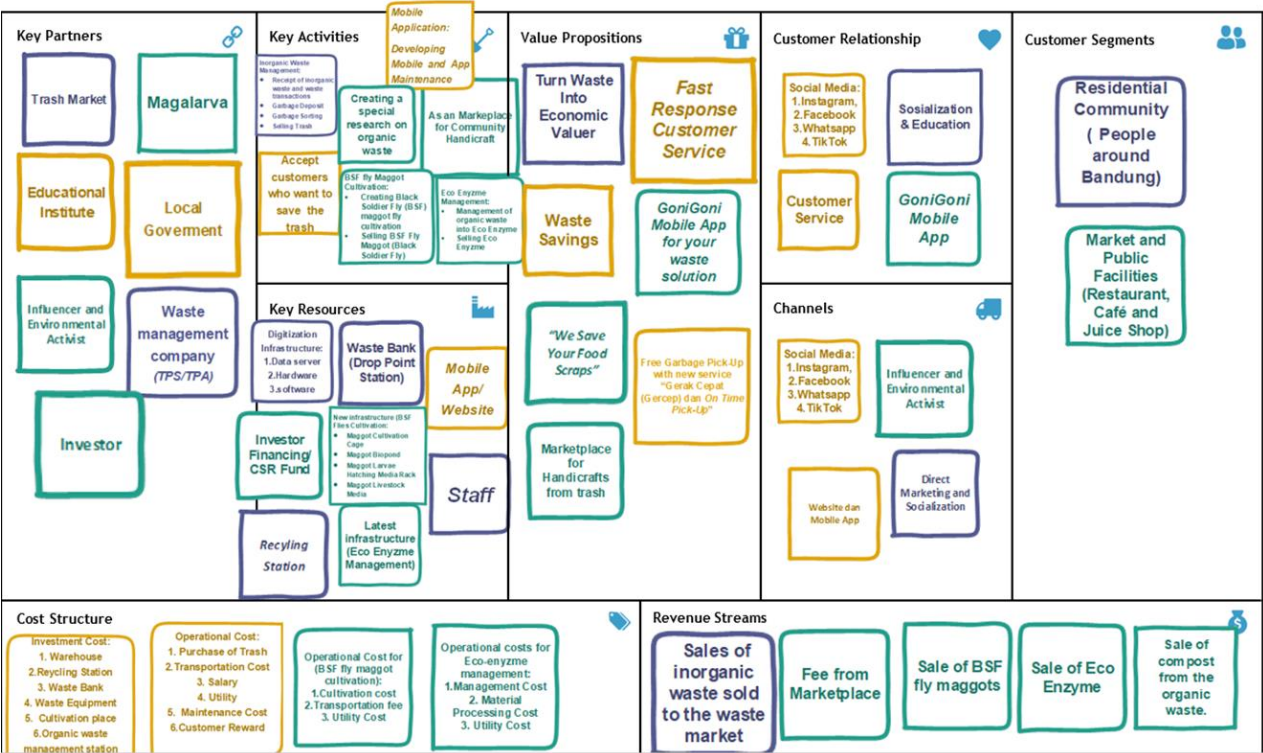 Key Partners
Trash Market
Magalarva
Educational
Institute
Local
Goverment
Influencer and
Environmental
Activist
Waste
management
company
(TPS/TPA)
Investor
Key Activities
Mobile
Application:
Developing
Mobile and App
Maintenance
Inorganic Waste
Management:
• Receipt of inorganic
waste and waste
transactions
• Garbage Deposit
• Garbage Sorting
• Selling Trash
Creating a
special
research on
organic
waste
As an Markeplace
for Community
Handicraft
Accept
customers
who want to
save the
trash
BSF fly Maggot
Cultivation:
• Creating Black
Soldier Fly (BSF)
maggot fly
cultivation
• Selling BSF Fly
Maggot (Black
Soldier Fly)
Eco Enyzme
Management:
• Management of
organic waste
into Eco Enzyme
• Selling Eco
Enyzme
Key Resources
Digitization
Infrastructure:
1.Data server
2.Hardware
3.software
Waste Bank
(Drop Point
Station)
Mobile
App/
Website
Investor
Financing/
CSR Fund
New infrastructure (BSF
Flies Cultivation:
• Maggot Cultivation
Cage
• Maggot Biopond
• Maggot Larvae
Hatching Media Rack
• Maggot Livestock
Media
Staff
Recyling
Station
Latest
infrastructure
(Eco Enyzme
Management)
Value Propositions
Turn Waste
Into
Economic
Valuer
Fast
Response
Customer
Service
Waste
Savings
GoniGoni
Mobile App
for your
waste
solution
“We Save
Your Food
Scraps”
Free Garbage Pick-Up
with new service
“Gerak Cepat
(Gercep) dan On Time
Pick-Up”
Marketplace
for
Handicrafts
from trash
Customer Relationship
Social Media:
1.Instagram,
2.Facebook
3.Whatsapp
4.TikTok
Sosialization
& Education
Customer
Service
GoniGoni
Mobile
App
Channels
Social Media:
1.Instagram,
2.Facebook
3.Whatsapp
4.TikTok
Influencer and
Environmental
Activist
Website dan
Mobile App
Direct
Marketing and
Socialization
Customer Segments
Residential
Community
( People
around
Bandung)
Market and
Public
Facilities
(Restaurant,
Café and
Juice Shop)
Cost Structure
Investment Cost:
1. Warehouse
2.Reycling Station
3. Waste Bank
4. Waste Equipment
5. Cultivation place
6.Organic waste
management station
Operational Cost:
1. Purchase of Trash
2.Transportation Cost
3. Salary
4. Utility
5. Maintenance Cost
6.Customer Reward
Operational Cost for
(BSF fly maggot
cultivation):
1.Cultivation cost
2.Transportation fee
3. Utility Cost
Operational costs for
Eco-enyzme
management:
1.Management Cost
2. Material
Processing Cost
3. Utility Cost
Revenue Streams
Sales of
inorganic
waste sold
to the waste
market
Fee from
Marketplace
Sale of BSF
fly maggots
Sale of Eco
Enzyme
Sale of
compost
from the
organic
waste.